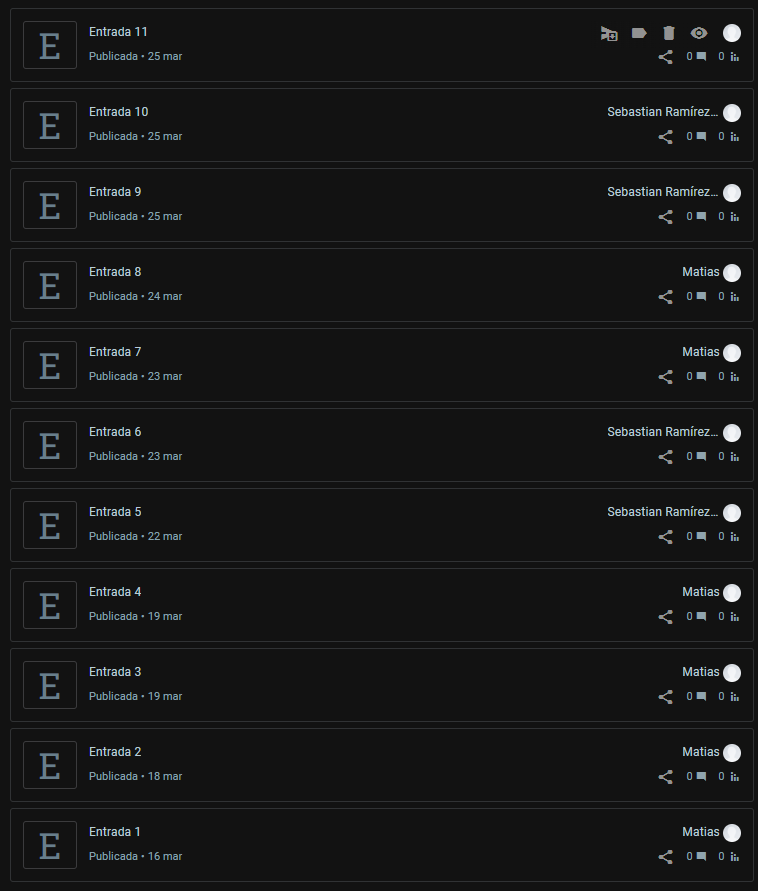 E
Entrada 11
Publicada • 25 mar
0
0
E
Entrada 10
Sebastian Ramírez…
Publicada • 25 mar
0
0
E
Entrada 9
Sebastian Ramírez…
Publicada • 25 mar
0
0
E
Entrada 8
Matias
Publicada • 24 mar
0
0
E
Entrada 7
Matias
Publicada • 23 mar
0
0
E
Entrada 6
Sebastian Ramírez…
Publicada • 23 mar
0
0
E
Entrada 5
Sebastian Ramírez…
Publicada • 22 mar
0
0
E
Entrada 4
Matias
Publicada • 19 mar
0
0
E
Entrada 3
Matias
Publicada • 19 mar
0
0
E
Entrada 2
Matias
Publicada • 18 mar
0
0
E
Entrada 1
Matias
Publicada • 16 mar
0
0